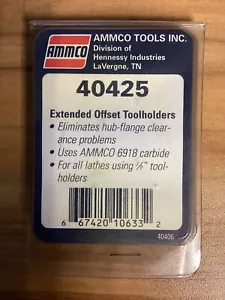 AMMCO
AMMCO TOOLS INC.
Division of
Hennessy Industries
LaVergne, TN
40425
Extended Offset Toolholders
• Eliminates hub-flange clear-
ance problems
• Uses AMMCO 6918 carbide
• For all lathes using ⅝" tool-
holders
6 67420 10633 2
40406